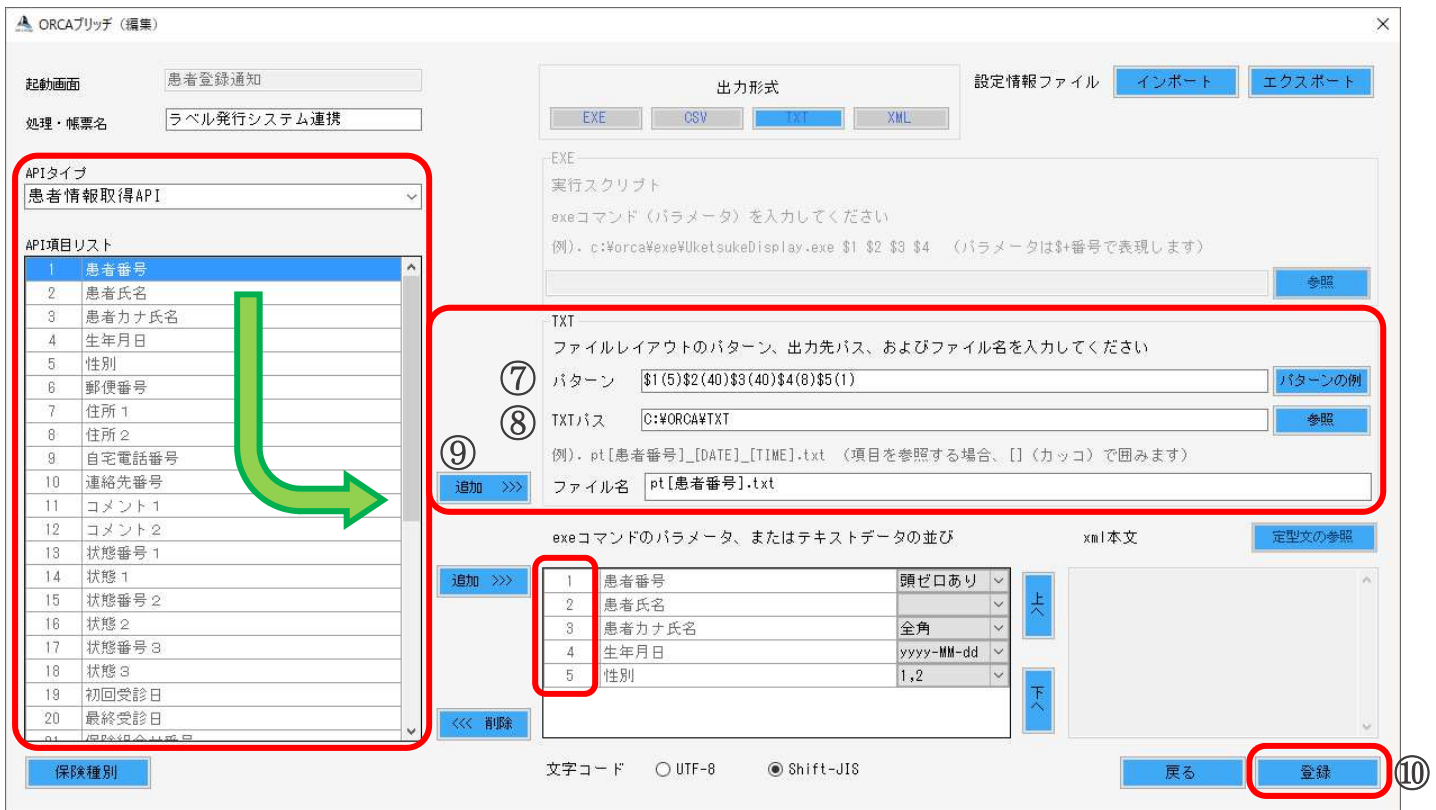 ORCAブリッヂ（編集）
起動画面 患者登録通知
処理・帳票名 ラベル発行システム連携
出力形式
EXE CSV TXT XML
設定情報ファイル インポート エクスポート
APIタイプ
患者情報取得API
API項目リスト
1 患者番号
2 患者氏名
3 患者カナ氏名
4 生年月日
5 性別
6 郵便番号
7 住所１
8 住所２
9 自宅電話番号
10 連絡先番号
11 コメント１
12 コメント２
13 状態番号１
14 状態１
15 状態番号２
16 状態２
17 状態番号３
18 状態３
19 初回受診日
20 最終受診日
保険種別
EXE
実行スクリプト
exeコマンド（パラメータ）を入力してください
例). c:¥orca¥exe¥UketsukeDisplay.exe $1 $2 $3 $4 （パラメータは$+番号で表現します）
参照
TXT
ファイルレイアウトのパターン、出力先パス、およびファイル名を入力してください
⑦ パターン $1(5)$2(40)$3(40)$4(8)$5(1) パターンの例
⑧ TXTパス C:¥ORCA¥TXT 参照
例). pt[患者番号]_[DATE]_[TIME].txt （項目を参照する場合、[]（カッコ）で囲みます）
⑨
追加 >>> ファイル名 pt[患者番号].txt
exeコマンドのパラメータ、またはテキストデータの並び
xml本文 定型文の参照
追加 >>>
1 患者番号 頭ゼロあり
2 患者氏名
3 患者カナ氏名 全角
4 生年月日 yyyy-MM-dd
5 性別 1,2
上へ
下へ
<<< 削除
文字コード UTF-8 Shift-JIS
戻る 登録 ⑩